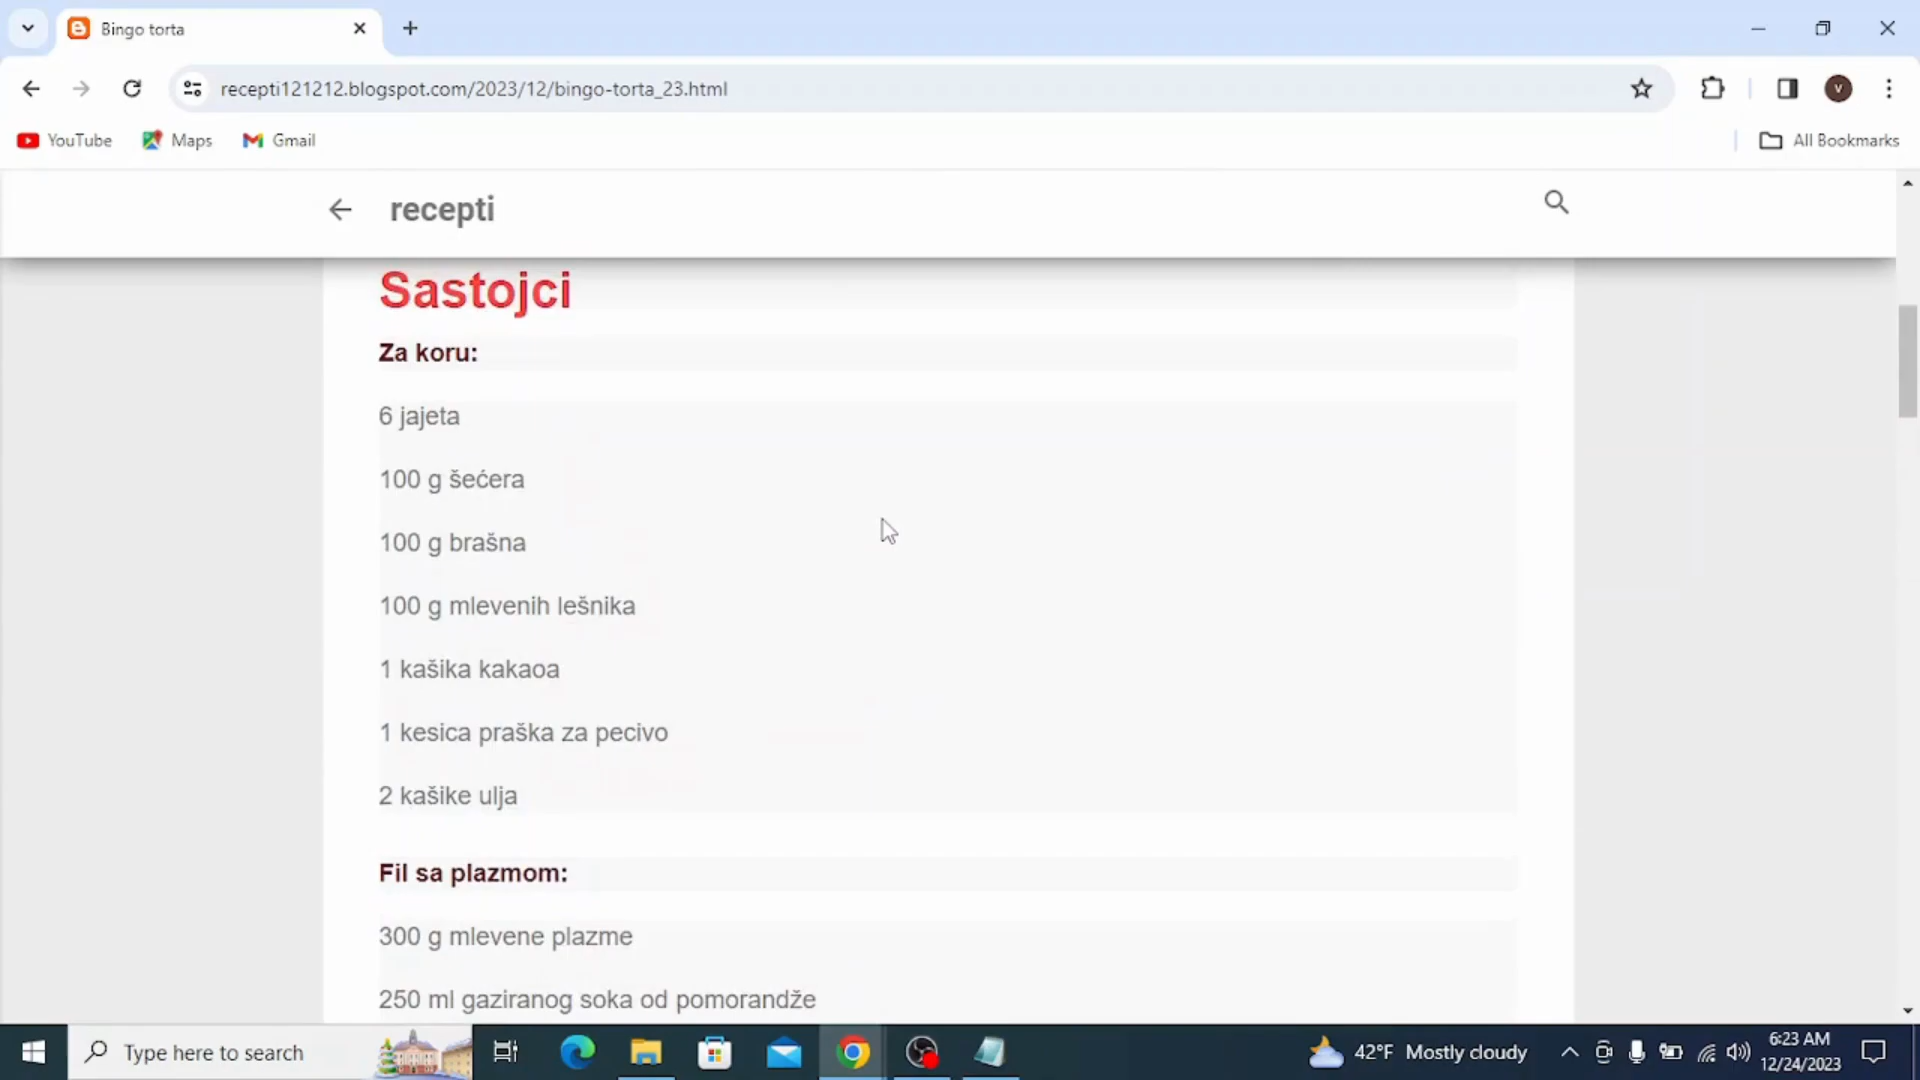 Bingo torta
recepti121212.blogspot.com/2023/12/bingo-torta_23.html
V
YouTube
Maps
Gmail
All Bookmarks
recepti
Sastojci
Za koru:
6 jajeta
100 g šećera
100 g brašna
100 g mlevenih lešnika
1 kašika kakaoa
1 kesica praška za pecivo
2 kašike ulja
Fil sa plazmom:
300 g mlevene plazme
250 ml gaziranog soka od pomorandže
Type here to search
42°F Mostly cloudy
6:23 AM
12/24/2023